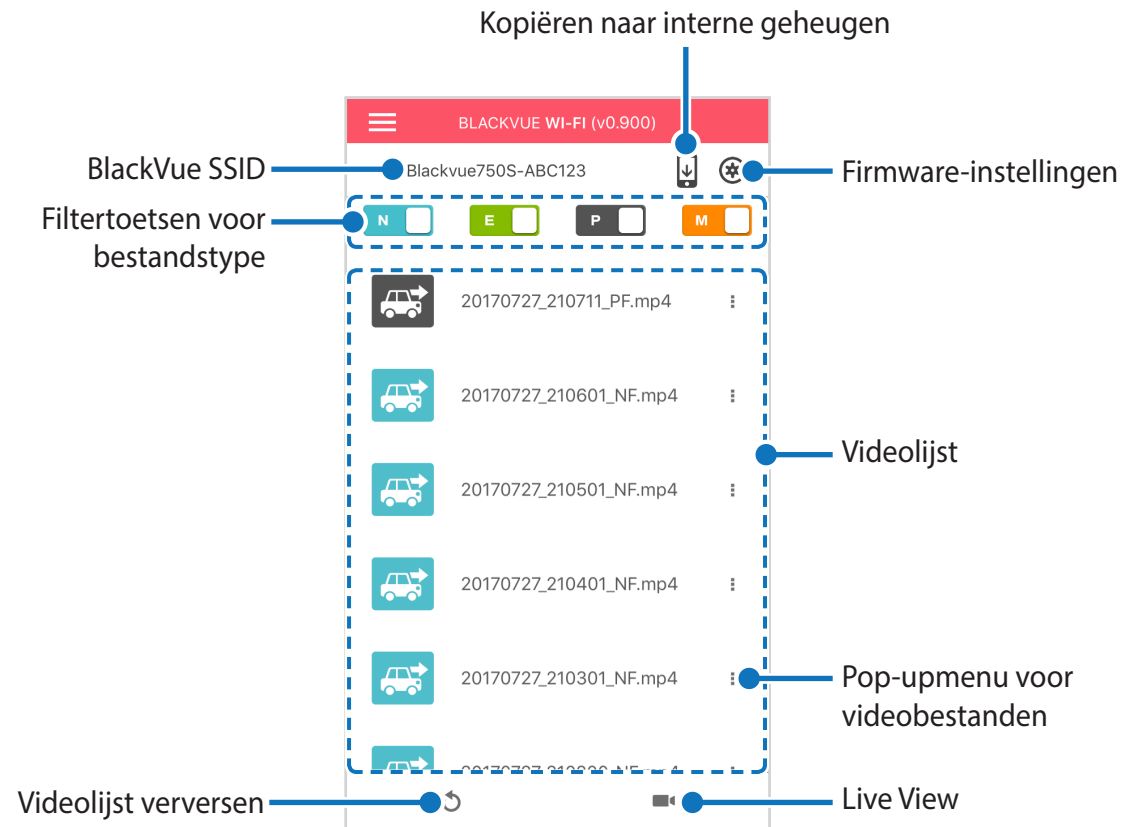 Kopiëren naar interne geheugen
BLACKVUE WI-FI (v0.900)
BlackVue SSID
Blackvue750S-ABC123
Firmware-instellingen
Filtertoetsen voor
bestandstype
N E P M
20170727_210711_PF.mp4
20170727_210601_NF.mp4
Videolijst
20170727_210501_NF.mp4
20170727_210401_NF.mp4
20170727_210301_NF.mp4
Pop-upmenu voor
videobestanden
Videolijst verversen
Live View